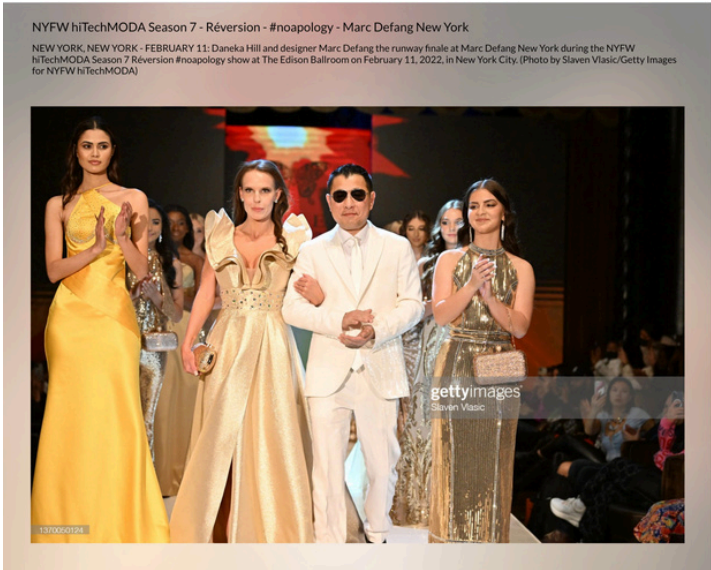 NYFW hiTechMODA Season 7 - Réversion - #noapology - Marc Defang New York
NEW YORK, NEW YORK - FEBRUARY 11: Daneka Hill and designer Marc Defang the runway finale at Marc Defang New York during the NYFW
hiTechMODA Season 7 Réversion #noapology show at The Edison Ballroom on February 11, 2022, in New York City. (Photo by Slaven Vlasic/Getty Images
for NYFW hiTechMODA)
gettyimages
Slaven Vlasic
1370050124